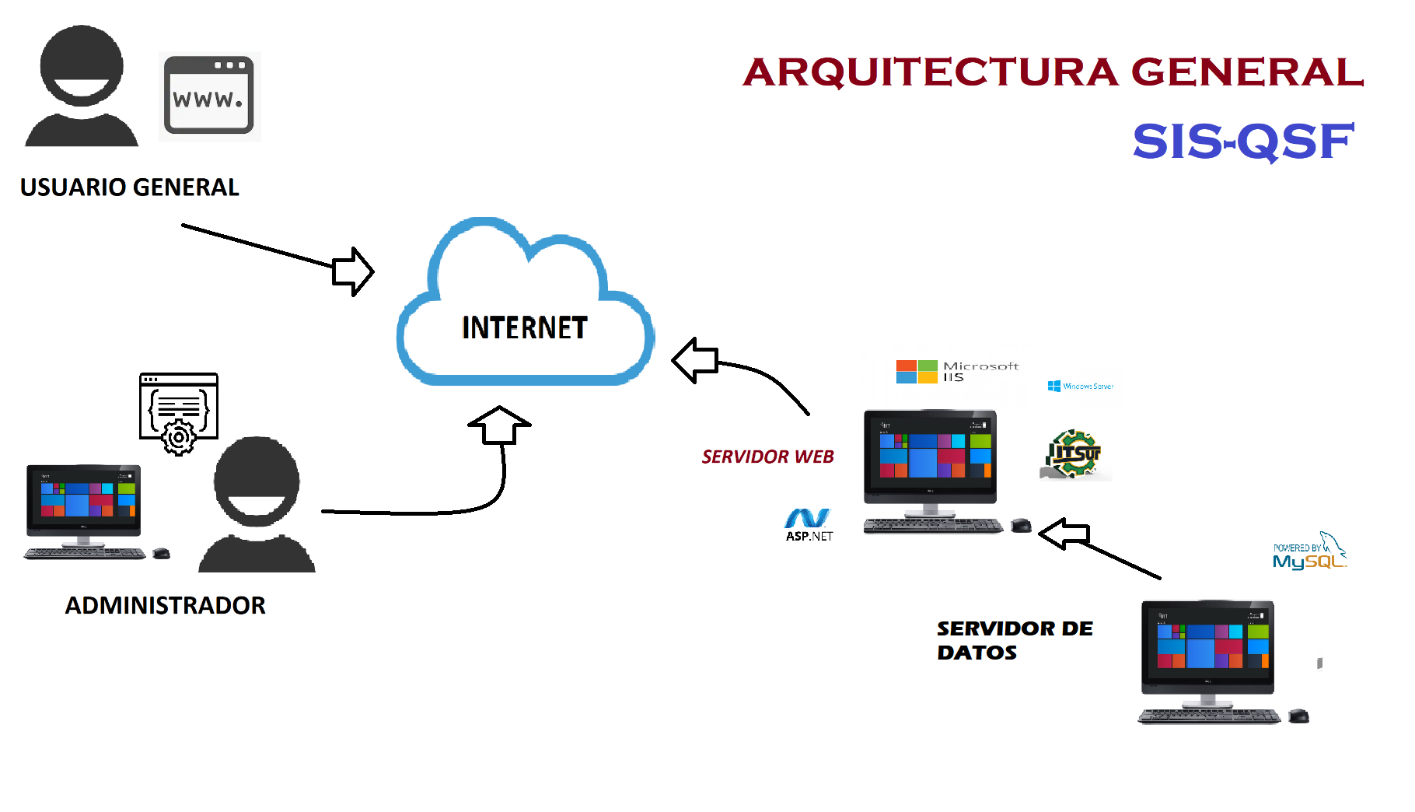 ARQUITECTURA GENERAL
SIS-QSF
www.
USUARIO GENERAL
INTERNET
Microsoft
IIS
Windows Server
SERVIDOR WEB
ITSur
ASP.NET
ADMINISTRADOR
POWERED BY
MySQL
SERVIDOR DE
DATOS